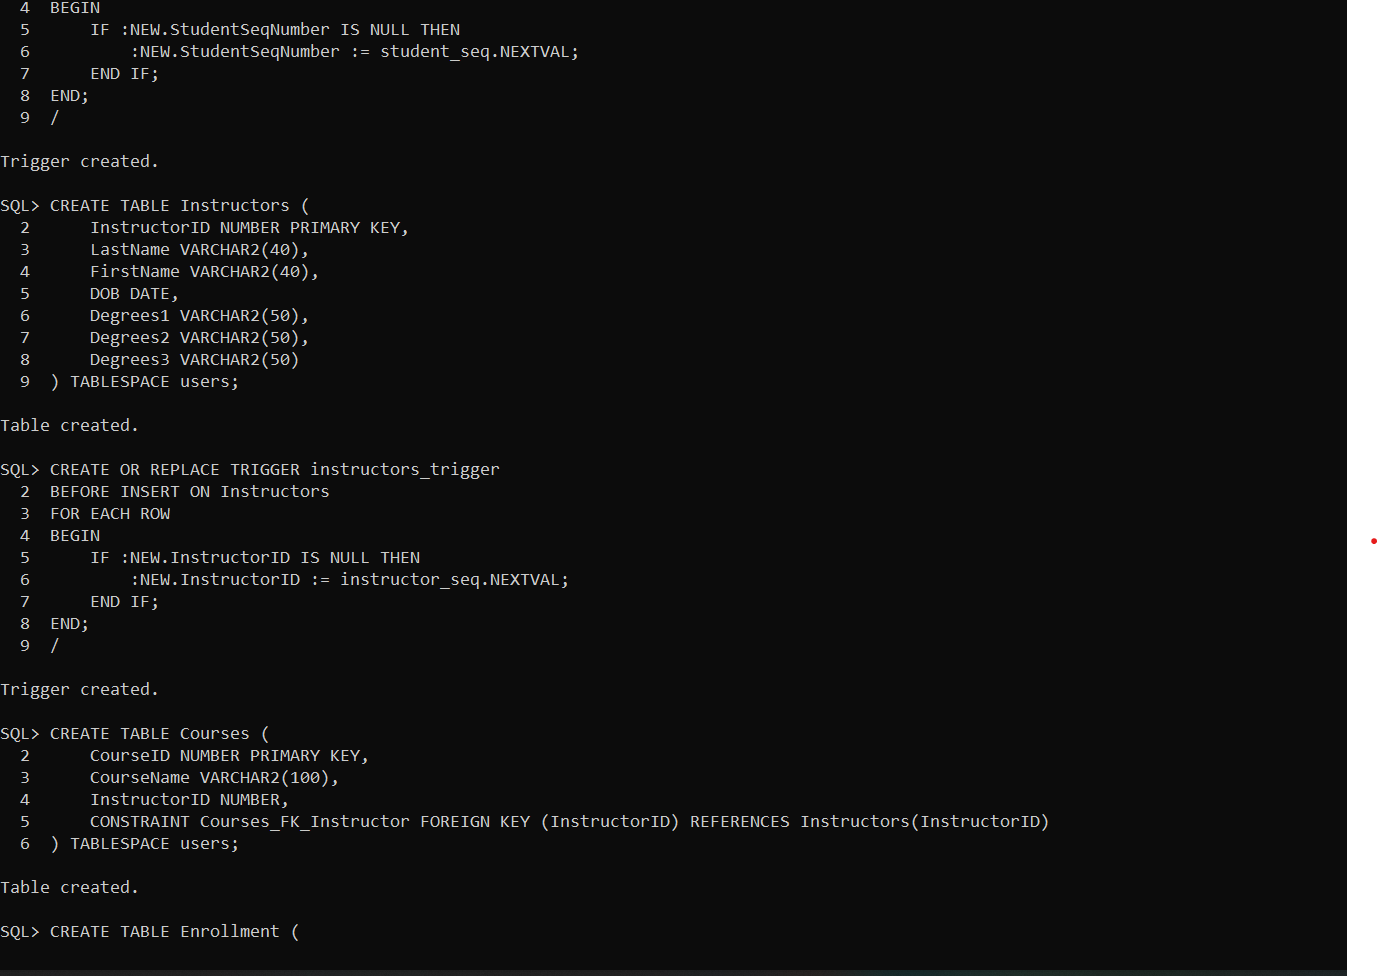 4  BEGIN
5      IF :NEW.StudentSeqNumber IS NULL THEN
6          :NEW.StudentSeqNumber := student_seq.NEXTVAL;
7      END IF;
8  END;
9  /
Trigger created.
SQL> CREATE TABLE Instructors (
2      InstructorID NUMBER PRIMARY KEY,
3      LastName VARCHAR2(40),
4      FirstName VARCHAR2(40),
5      DOB DATE,
6      Degrees1 VARCHAR2(50),
7      Degrees2 VARCHAR2(50),
8      Degrees3 VARCHAR2(50)
9  ) TABLESPACE users;
Table created.
SQL> CREATE OR REPLACE TRIGGER instructors_trigger
2  BEFORE INSERT ON Instructors
3  FOR EACH ROW
4  BEGIN
5      IF :NEW.InstructorID IS NULL THEN
6          :NEW.InstructorID := instructor_seq.NEXTVAL;
7      END IF;
8  END;
9  /
Trigger created.
SQL> CREATE TABLE Courses (
2      CourseID NUMBER PRIMARY KEY,
3      CourseName VARCHAR2(100),
4      InstructorID NUMBER,
5      CONSTRAINT Courses_FK_Instructor FOREIGN KEY (InstructorID) REFERENCES Instructors(InstructorID)
6  ) TABLESPACE users;
Table created.
SQL> CREATE TABLE Enrollment (